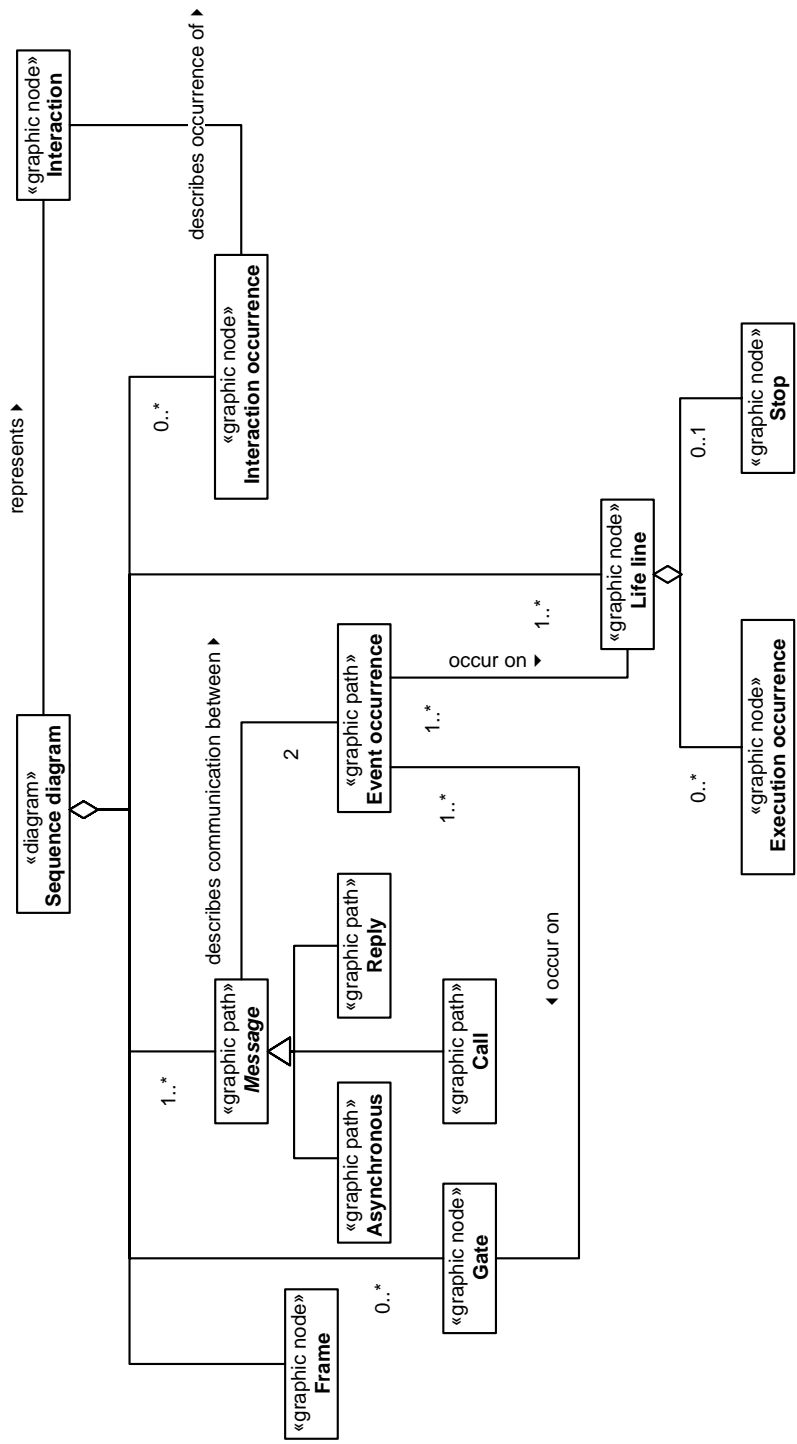 represents ▶
«diagram»
Sequence diagram
«graphic node»
Interaction
describes occurrence of ▶
1..*
0..*
describes communication between ▶
«graphic path»
Message
«graphic node»
Interaction occurrence
«graphic node»
Frame
2
0..*
«graphic path»
Asynchronous
«graphic path»
Reply
«graphic path»
Event occurrence
1..*
1..*
occur on ▶
«graphic node»
Gate
«graphic path»
Call
1..*
◀ occur on
«graphic node»
Life line
0..*
0..1
«graphic node»
Execution occurrence
«graphic node»
Stop